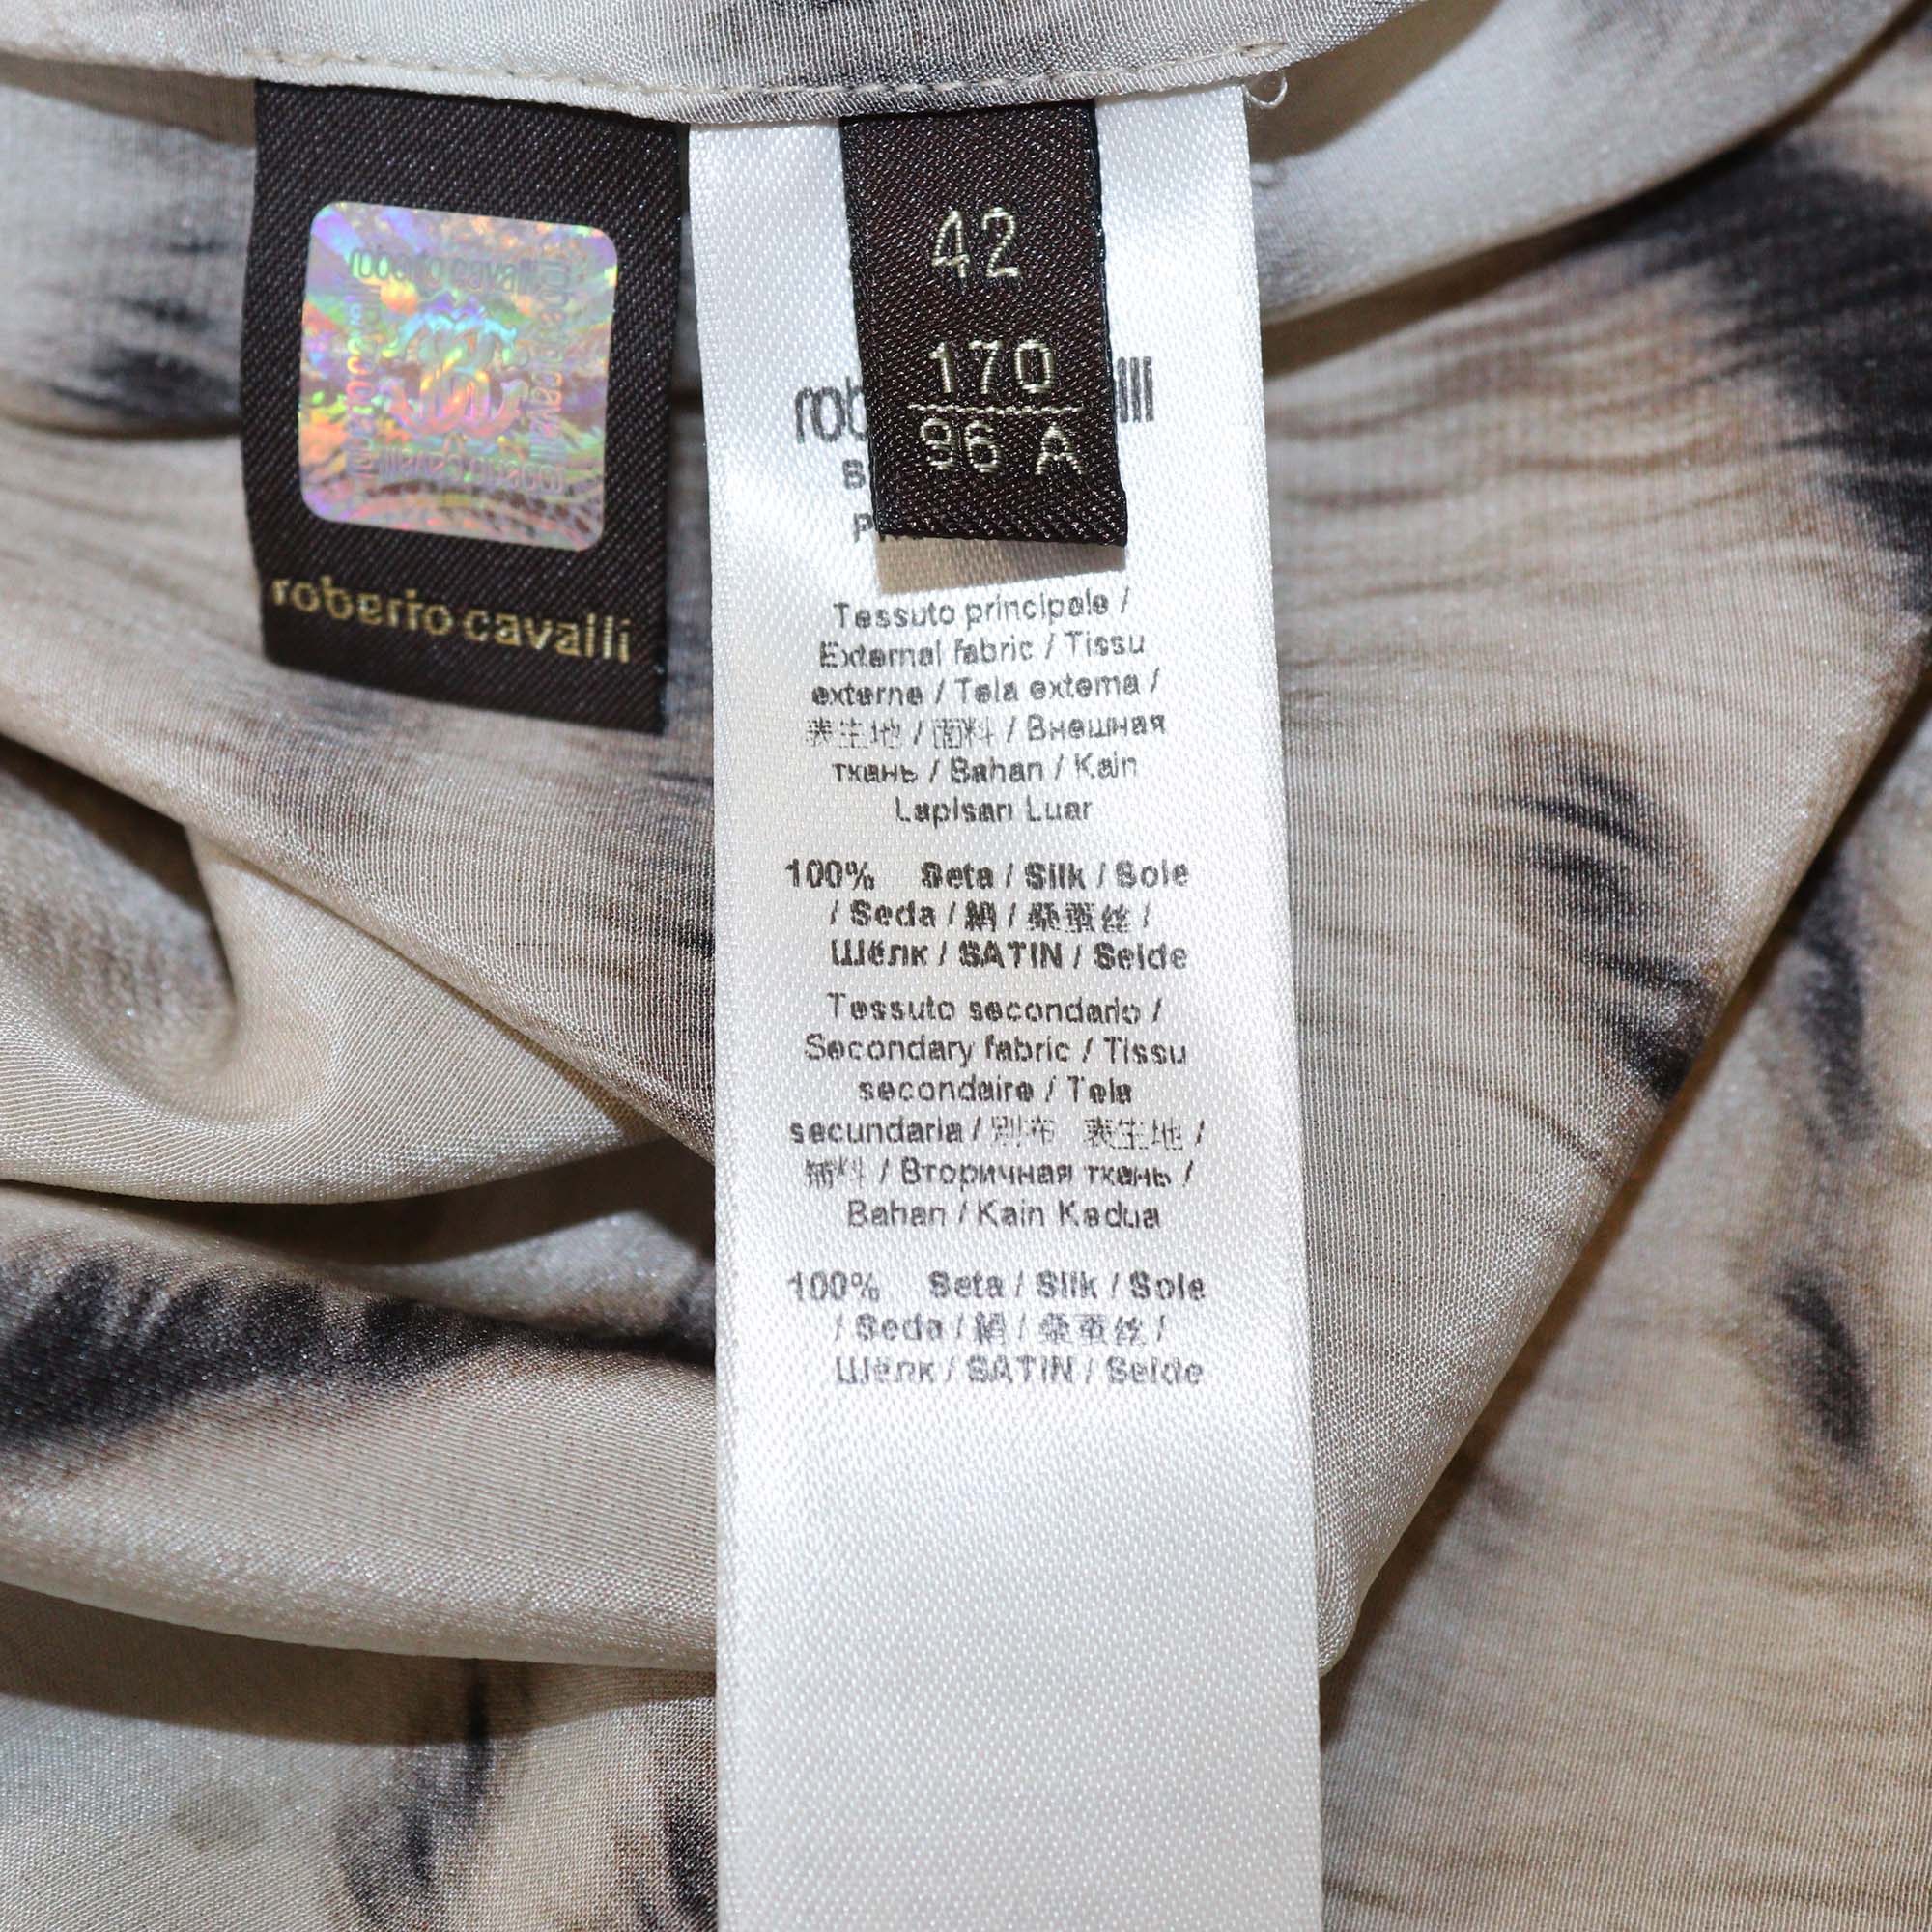 roberto cavalli
roberto cavalli
42
170
96 A
Tessuto principale /
External fabric / Tissu
externe / Tela externa /
表生地 / 面料 / Внешная
ткань / Bahan / Kain
Lapisan Luar
100% Seta / Silk / Soie
/ Seda / 絹 / 桑蚕丝 /
Шёлк / SATIN / Seide
Tessuto secondario /
Secondary fabric / Tissu
secondaire / Tela
secundaria / 別布 表生地 /
辅料 / Вторичная ткань /
Bahan / Kain Kedua
100% Seta / Silk / Soie
/ Seda / 絹 / 桑蚕丝 /
Шёлк / SATIN / Seide